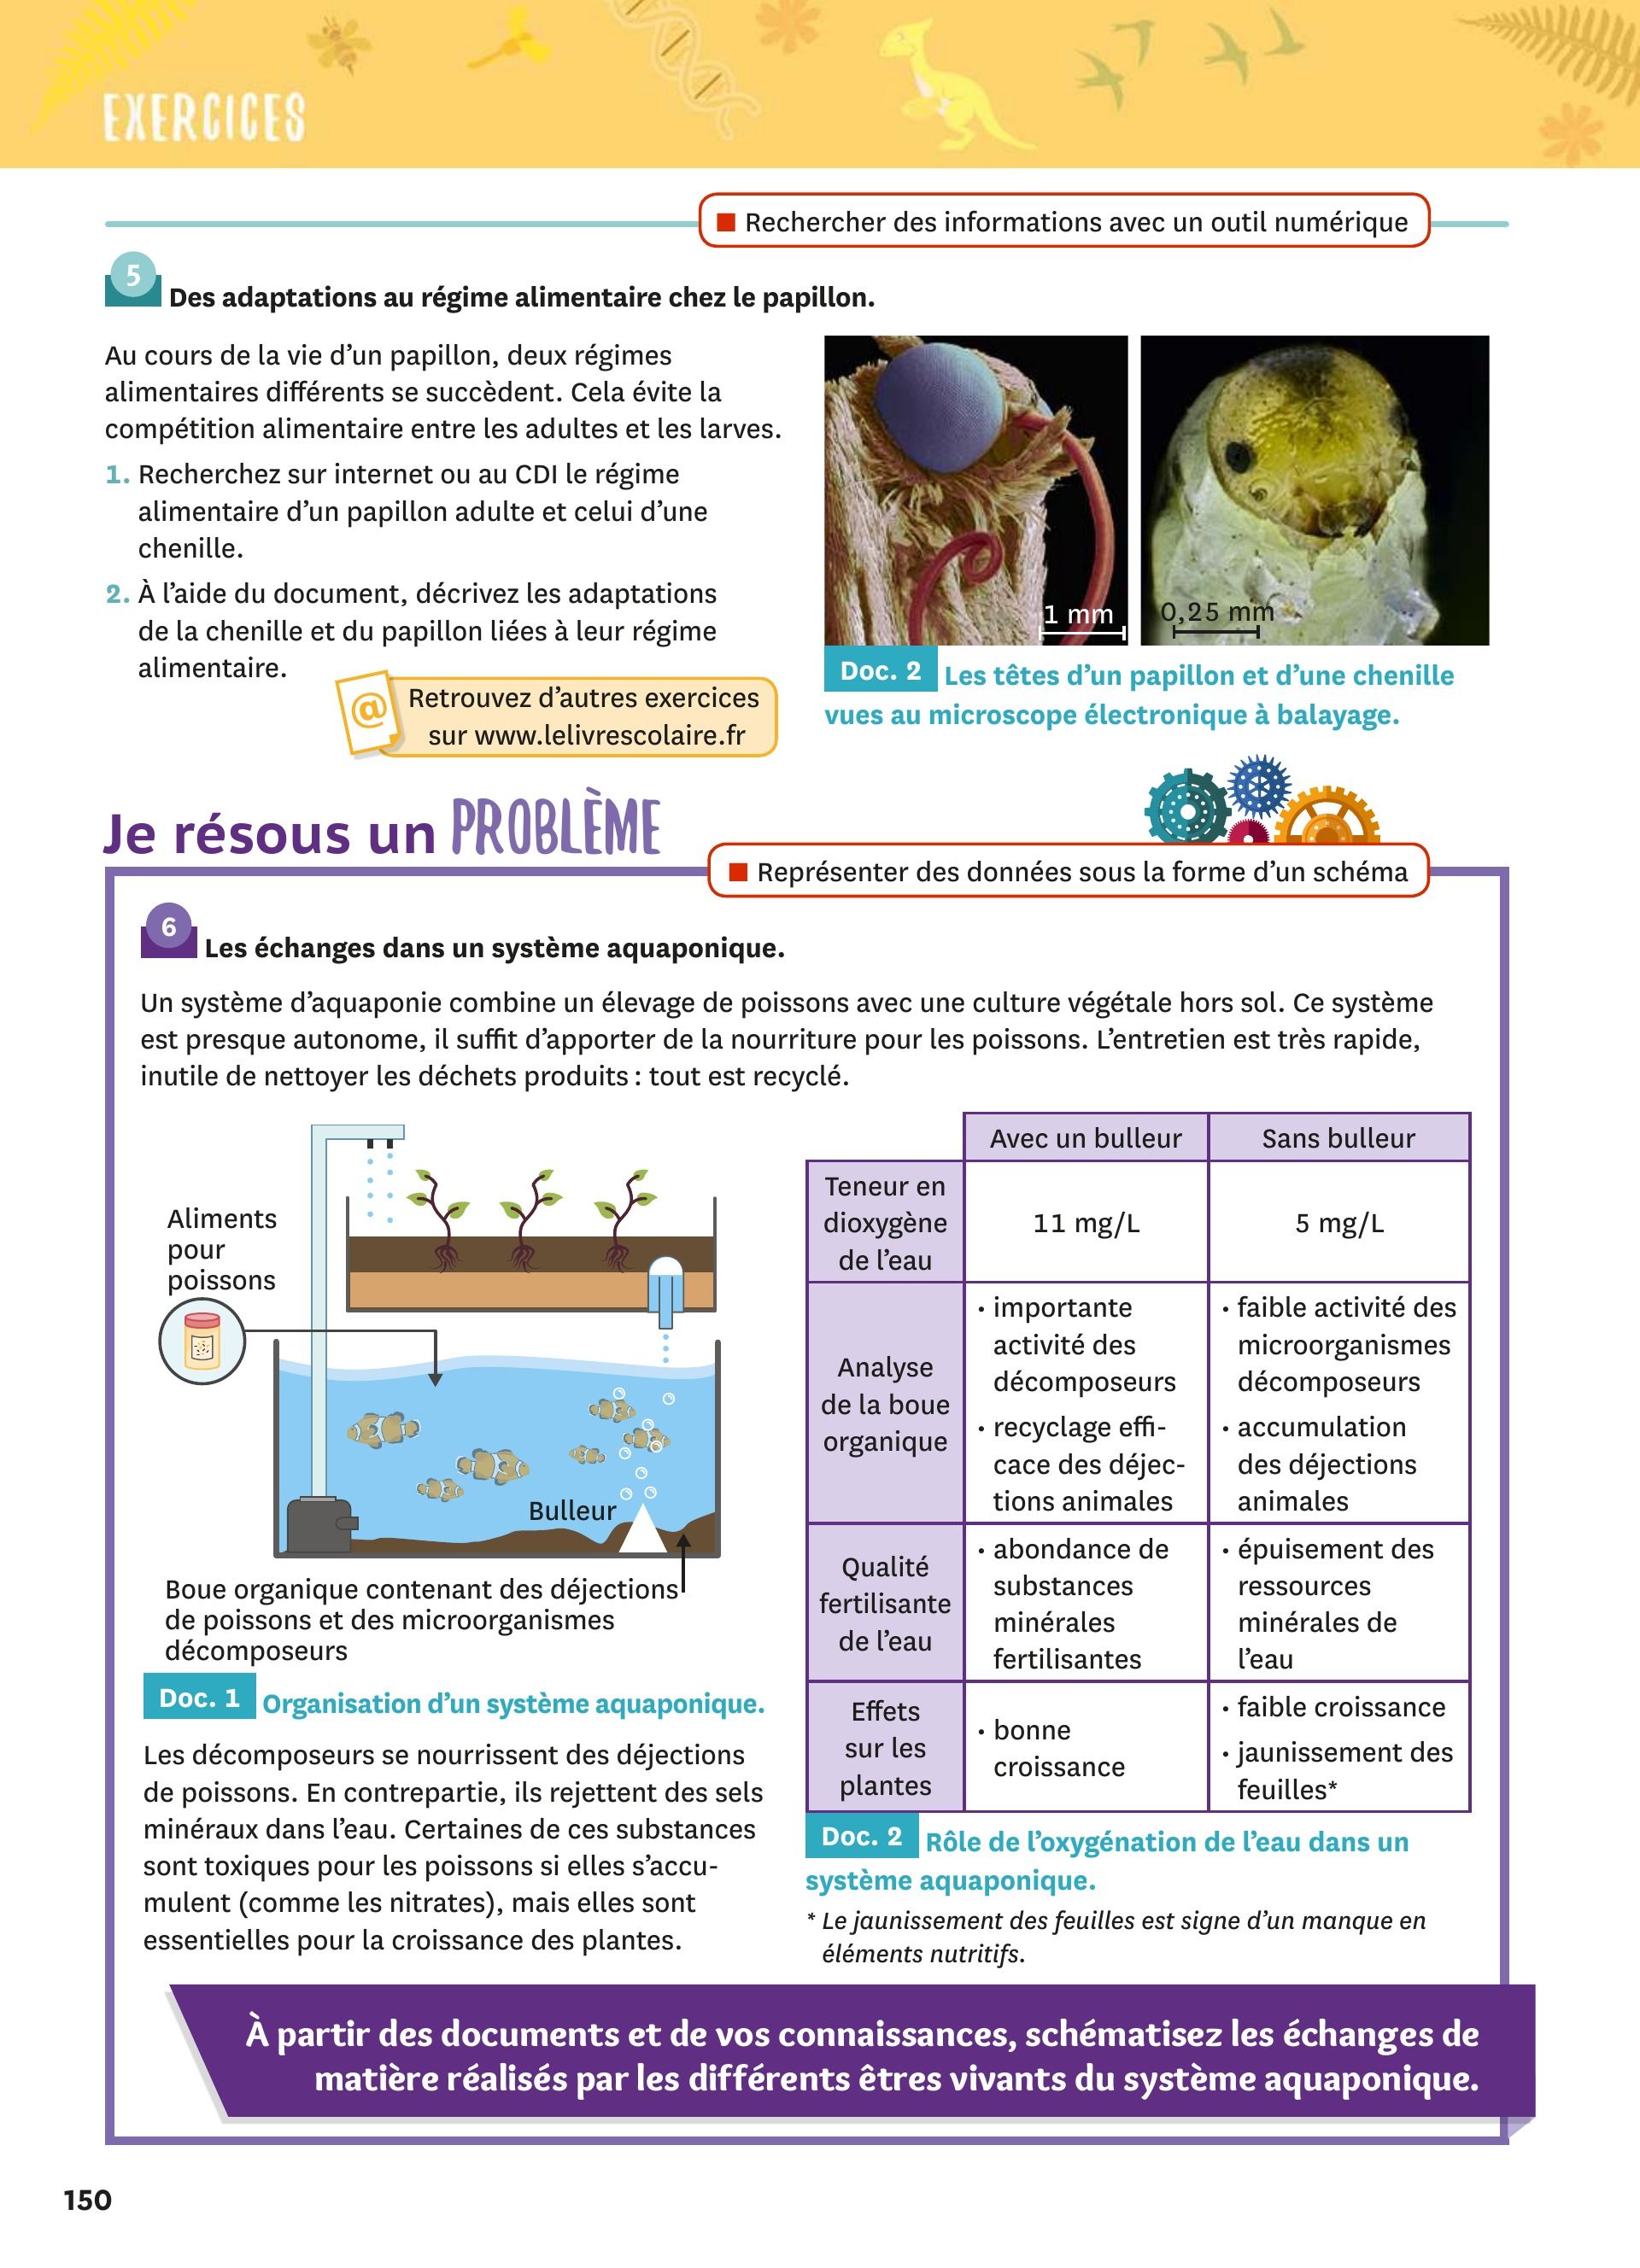 EXERCICES
■ Rechercher des informations avec un outil numérique
5
Des adaptations au régime alimentaire chez le papillon.
Au cours de la vie d’un papillon, deux régimes
alimentaires différents se succèdent. Cela évite la
compétition alimentaire entre les adultes et les larves.
1. Recherchez sur internet ou au CDI le régime
alimentaire d’un papillon adulte et celui d’une
chenille.
2. À l’aide du document, décrivez les adaptations
de la chenille et du papillon liées à leur régime
alimentaire.
@
Retrouvez d’autres exercices
sur www.lelivrescolaire.fr
1 mm
0,25 mm
Doc. 2 Les têtes d’un papillon et d’une chenille
vues au microscope électronique à balayage.
Je résous un PROBLÈME
■ Représenter des données sous la forme d’un schéma
6
Les échanges dans un système aquaponique.
Un système d’aquaponie combine un élevage de poissons avec une culture végétale hors sol. Ce système
est presque autonome, il suffit d’apporter de la nourriture pour les poissons. L’entretien est très rapide,
inutile de nettoyer les déchets produits : tout est recyclé.
Aliments
pour
poissons
Bulleur
Boue organique contenant des déjections
de poissons et des microorganismes
décomposeurs
Doc. 1 Organisation d’un système aquaponique.
Les décomposeurs se nourrissent des déjections
de poissons. En contrepartie, ils rejettent des sels
minéraux dans l’eau. Certaines de ces substances
sont toxiques pour les poissons si elles s’accu-
mulent (comme les nitrates), mais elles sont
essentielles pour la croissance des plantes.
Avec un bulleur
Sans bulleur
Teneur en
dioxygène
de l’eau
11 mg/L
5 mg/L
Analyse
de la boue
organique
• importante
activité des
décomposeurs
• recyclage effi-
cace des déjec-
tions animales
• faible activité des
microorganismes
décomposeurs
• accumulation
des déjections
animales
Qualité
fertilisante
de l’eau
• abondance de
substances
minérales
fertilisantes
• épuisement des
ressources
minérales de
l’eau
Effets
sur les
plantes
• bonne
croissance
• faible croissance
• jaunissement des
feuilles*
Doc. 2 Rôle de l’oxygénation de l’eau dans un
système aquaponique.
* Le jaunissement des feuilles est signe d’un manque en
éléments nutritifs.
À partir des documents et de vos connaissances, schématisez les échanges de
matière réalisés par les différents êtres vivants du système aquaponique.
150